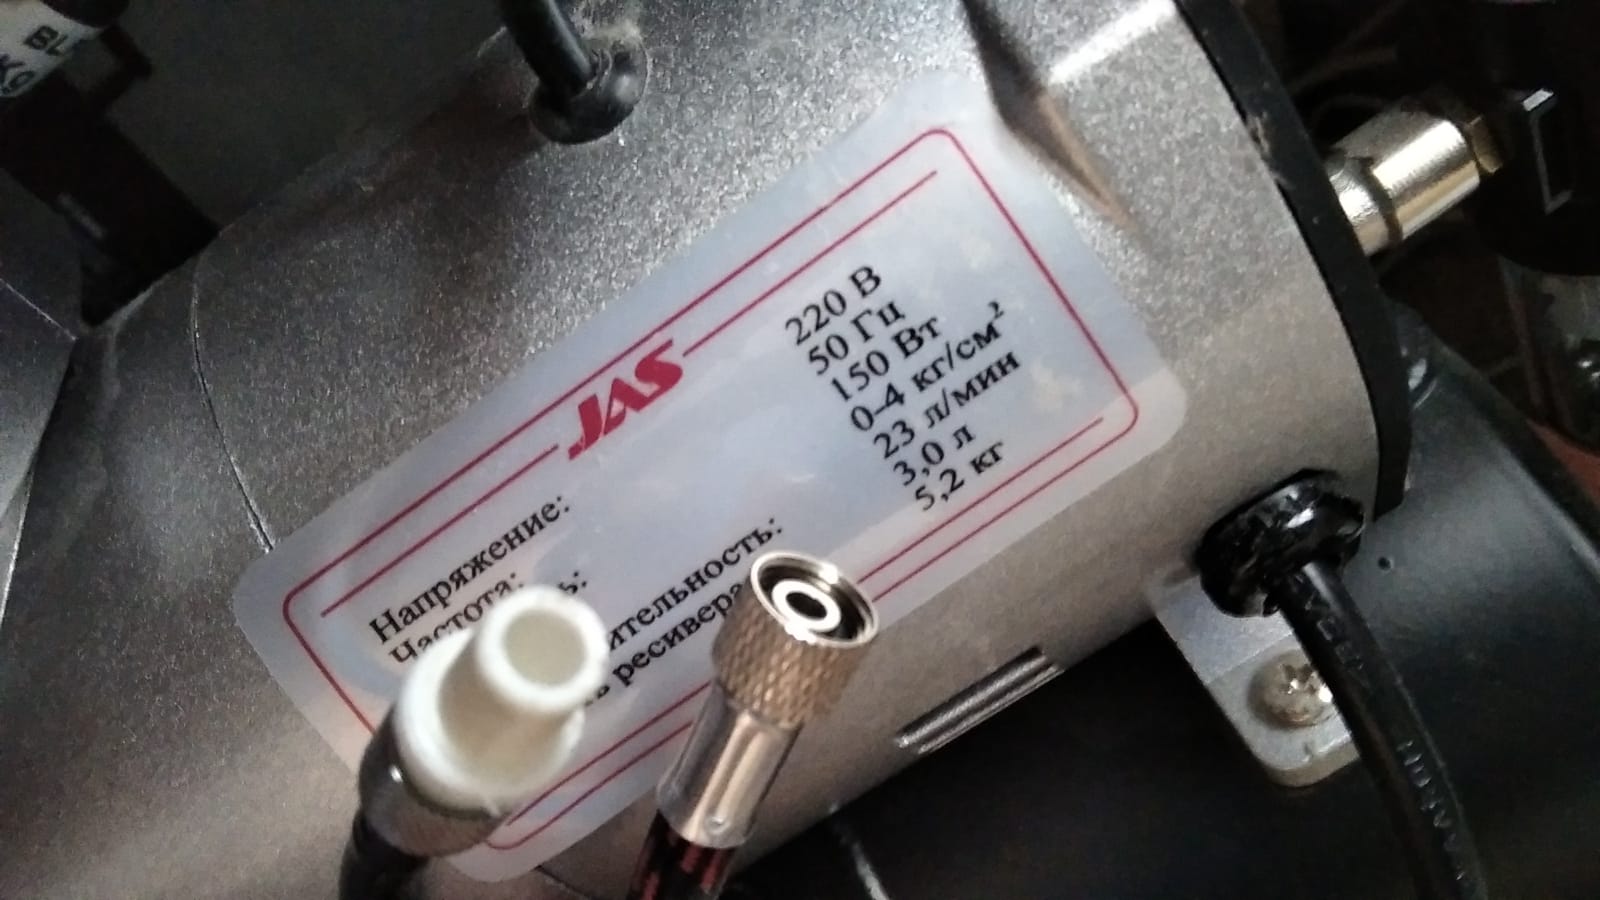 JAS
Напряжение: 220 В
Частота: 50 Гц
150 Вт
0-4 кг/см²
23 л/мин
ресивера 3,0 л
5,2 кг